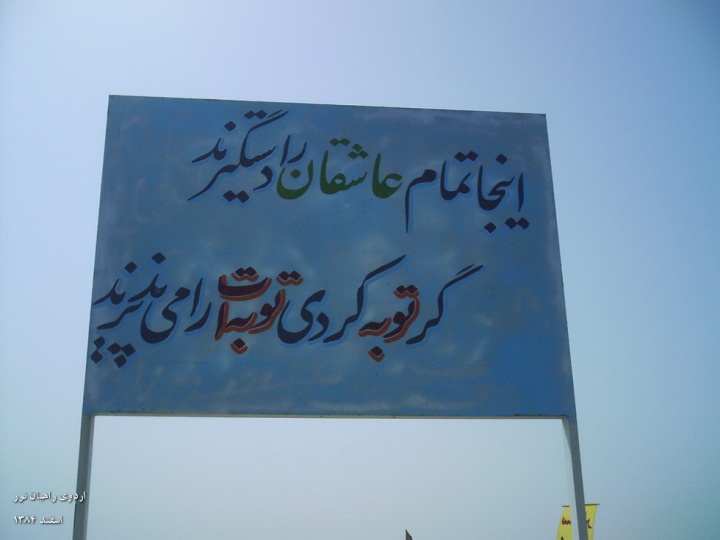 اینجا تمام عاشقان را دستگیرند
گر توبه کردی توبه ات را می پذیرند
اردوی راهیان نور
اسفند ۱۳۸۴